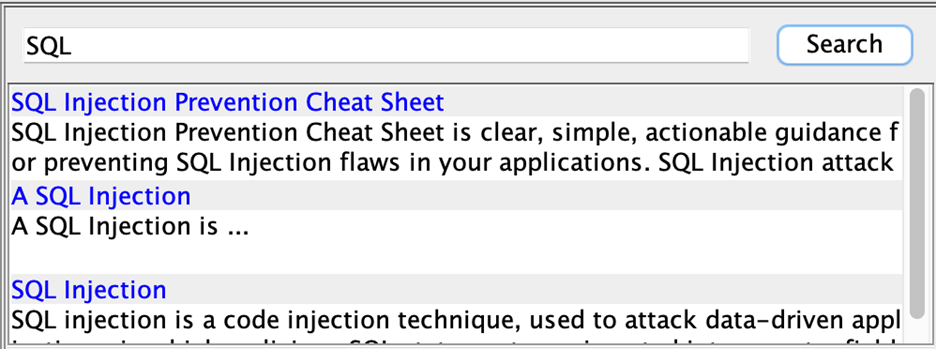 SQL
Search
SQL Injection Prevention Cheat Sheet
SQL Injection Prevention Cheat Sheet is clear, simple, actionable guidance f
or preventing SQL Injection flaws in your applications. SQL Injection attack
A SQL Injection
A SQL Injection is ...
SQL Injection
SQL injection is a code injection technique, used to attack data-driven appl